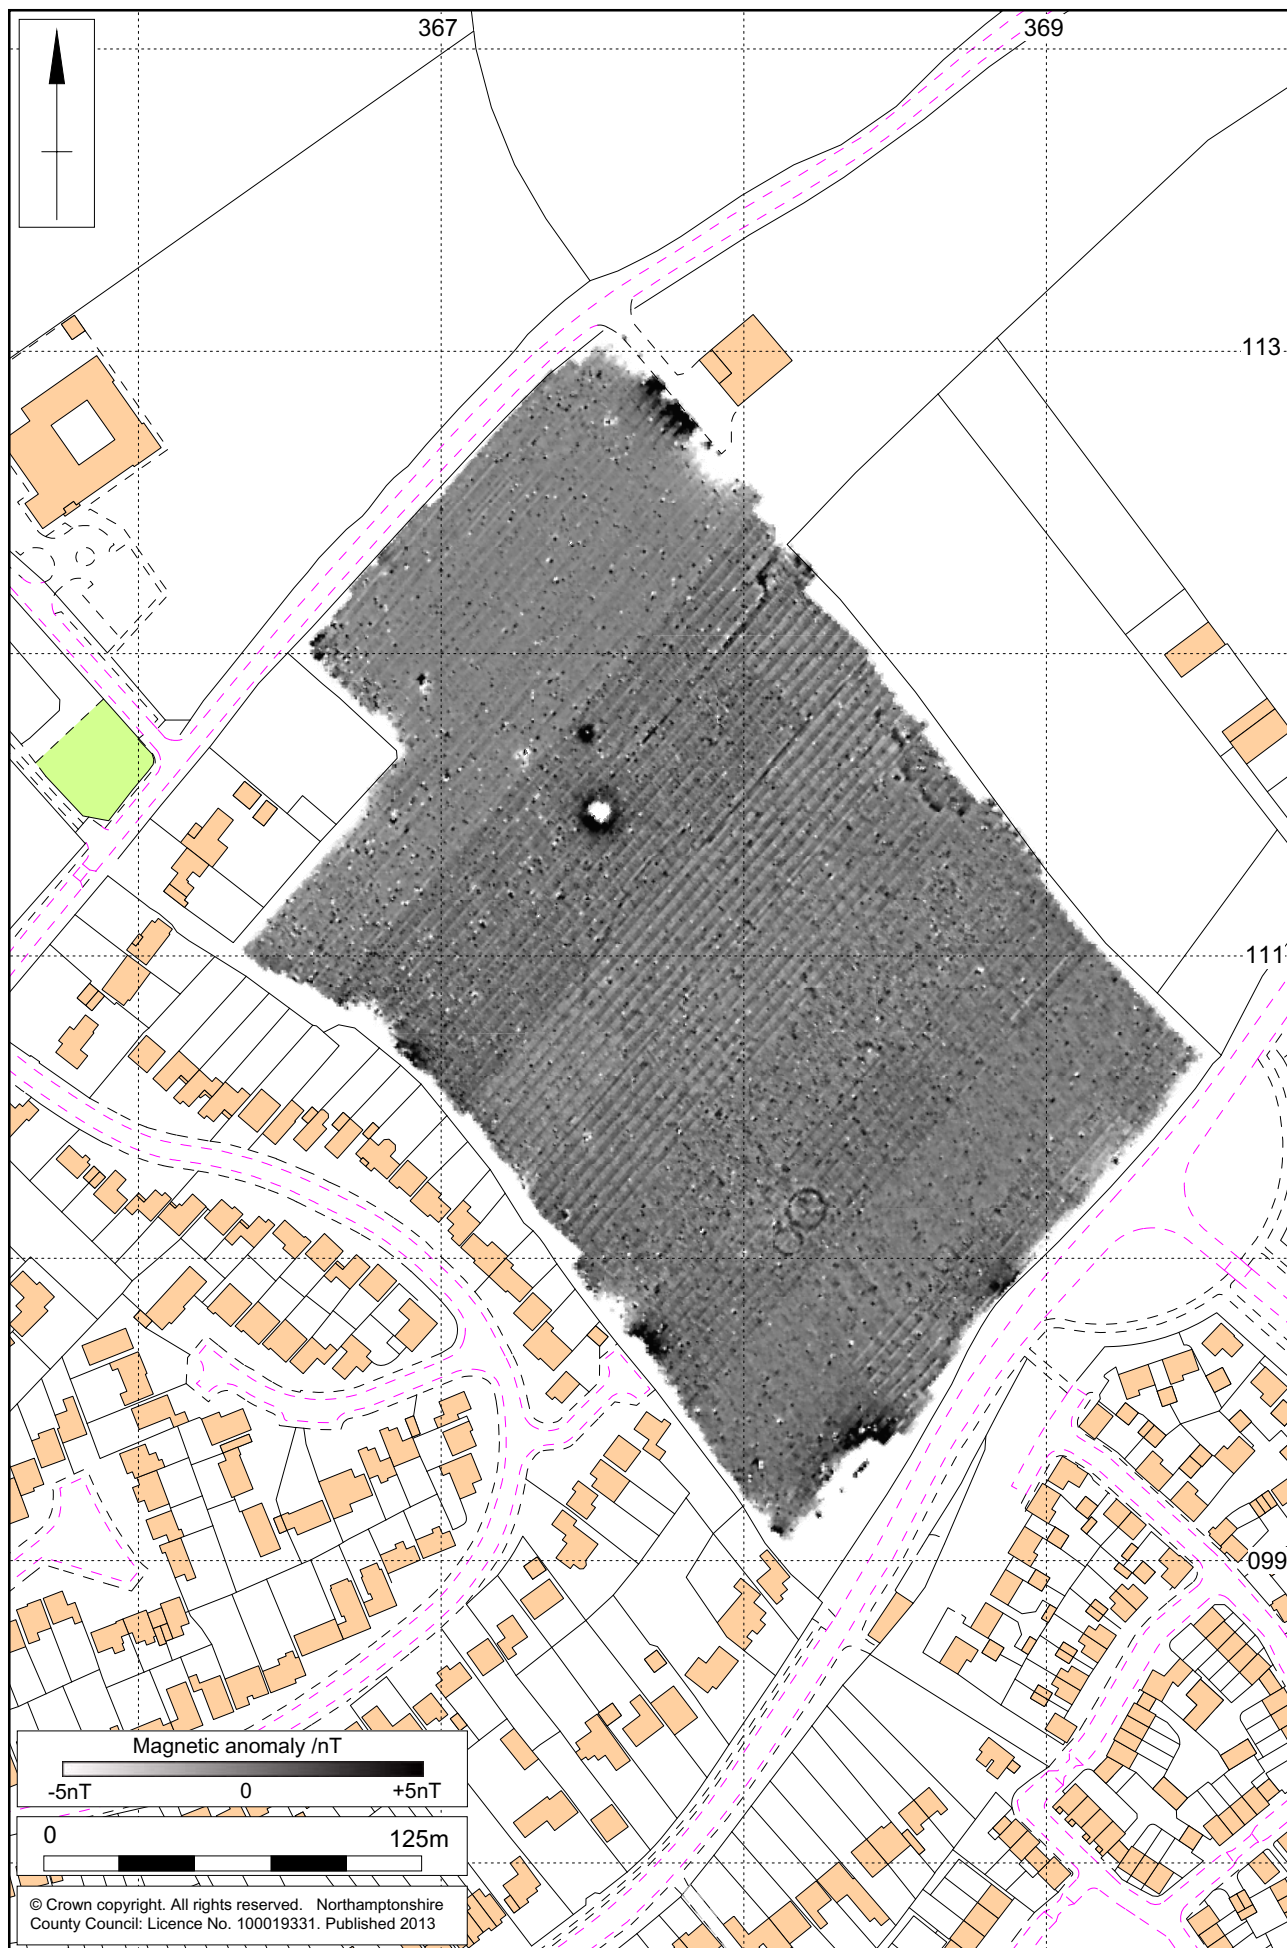 367
369
113
111
099
Magnetic anomaly /nT
-5nT 0 +5nT
0 125m
© Crown copyright. All rights reserved. Northamptonshire
County Council: Licence No. 100019331. Published 2013